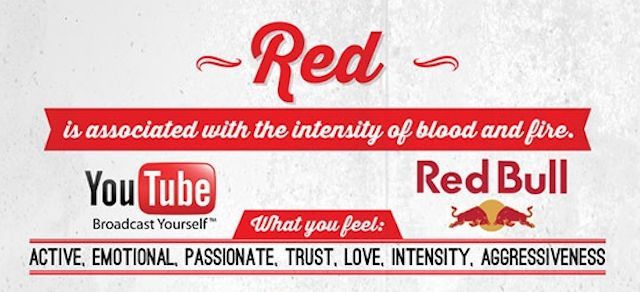 Red
is associated with the intensity of blood and fire.
YouTube
Broadcast Yourself™
Red Bull
What you feel:
ACTIVE, EMOTIONAL, PASSIONATE, TRUST, LOVE, INTENSITY, AGGRESSIVENESS